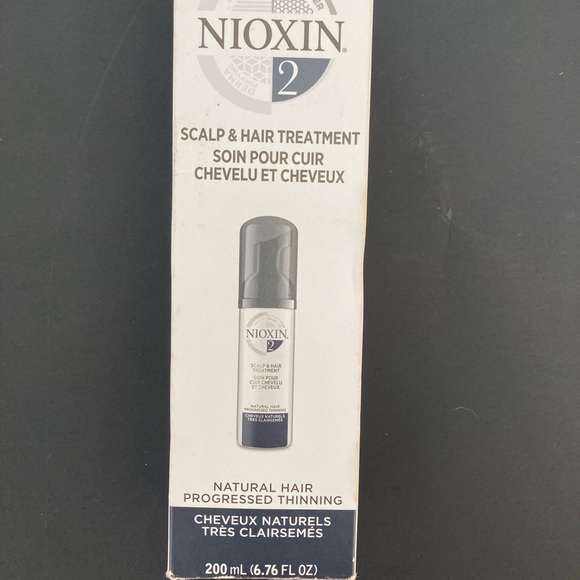 NIOXIN®
2
DERMA
SCALP & HAIR TREATMENT
SOIN POUR CUIR
CHEVELU ET CHEVEUX
NIOXIN
2
SCALP & HAIR
TREATMENT
SOIN POUR
CUIR CHEVELU
ET CHEVEUX
NATURAL HAIR
PROGRESSED THINNING
CHEVEUX NATURELS
TRÈS CLAIRSEMÉS
NATURAL HAIR
PROGRESSED THINNING
CHEVEUX NATURELS
TRÈS CLAIRSEMÉS
200 mL (6.76 FL OZ)